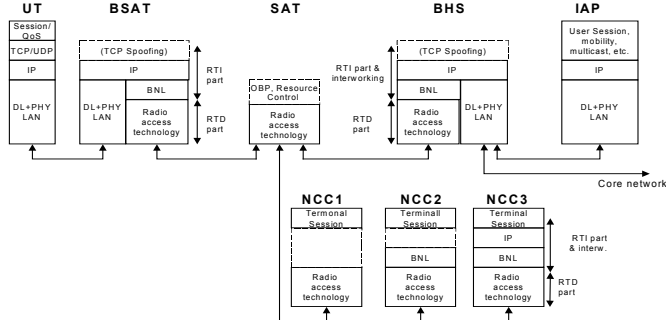 UT
BSAT
SAT
BHS
IAP
Session/
QoS
TCP/UDP
IP
DL+PHY
LAN
(TCP Spoofing)
IP
BNL
DL+PHY
LAN
Radio
access
technology
RTI
part
RTD
part
OBP, Resource
Control
Radio
access
technology
RTI part &
interworking
RTD
part
(TCP Spoofing)
IP
BNL
Radio
access
technology
DL+PHY
LAN
User Session,
mobility,
multicast, etc.
IP
DL+PHY
LAN
Core network
NCC1
NCC2
NCC3
Termonal
Session
Radio
access
technology
Terminall
Session
BNL
Radio
access
technology
Terminal
Session
IP
BNL
Radio
access
technology
RTI part
& interw.
RTD
part